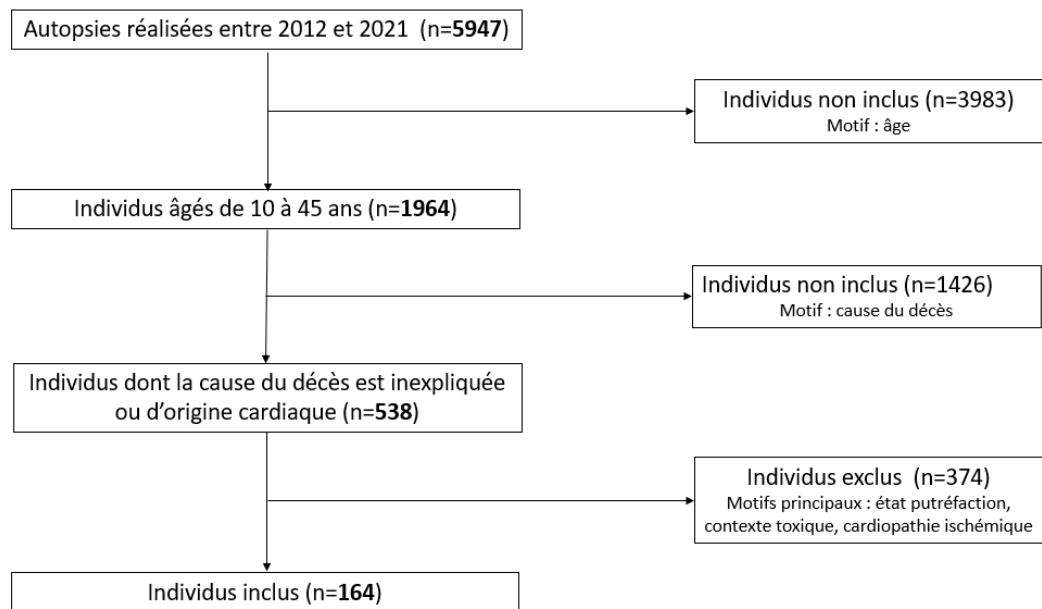 Autopsies réalisées entre 2012 et 2021 (n=5947)
Individus non inclus (n=3983)
Motif : âge
Individus âgés de 10 à 45 ans (n=1964)
Individus non inclus (n=1426)
Motif : cause du décès
Individus dont la cause du décès est inexpliquée
ou d'origine cardiaque (n=538)
Individus exclus (n=374)
Motifs principaux : état putréfaction,
contexte toxique, cardiopathie ischémique
Individus inclus (n=164)